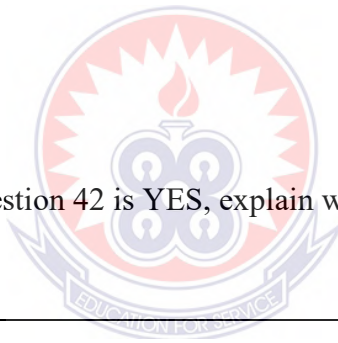 estion 42 is YES, explain w
EDUCATION FOR SERVICE